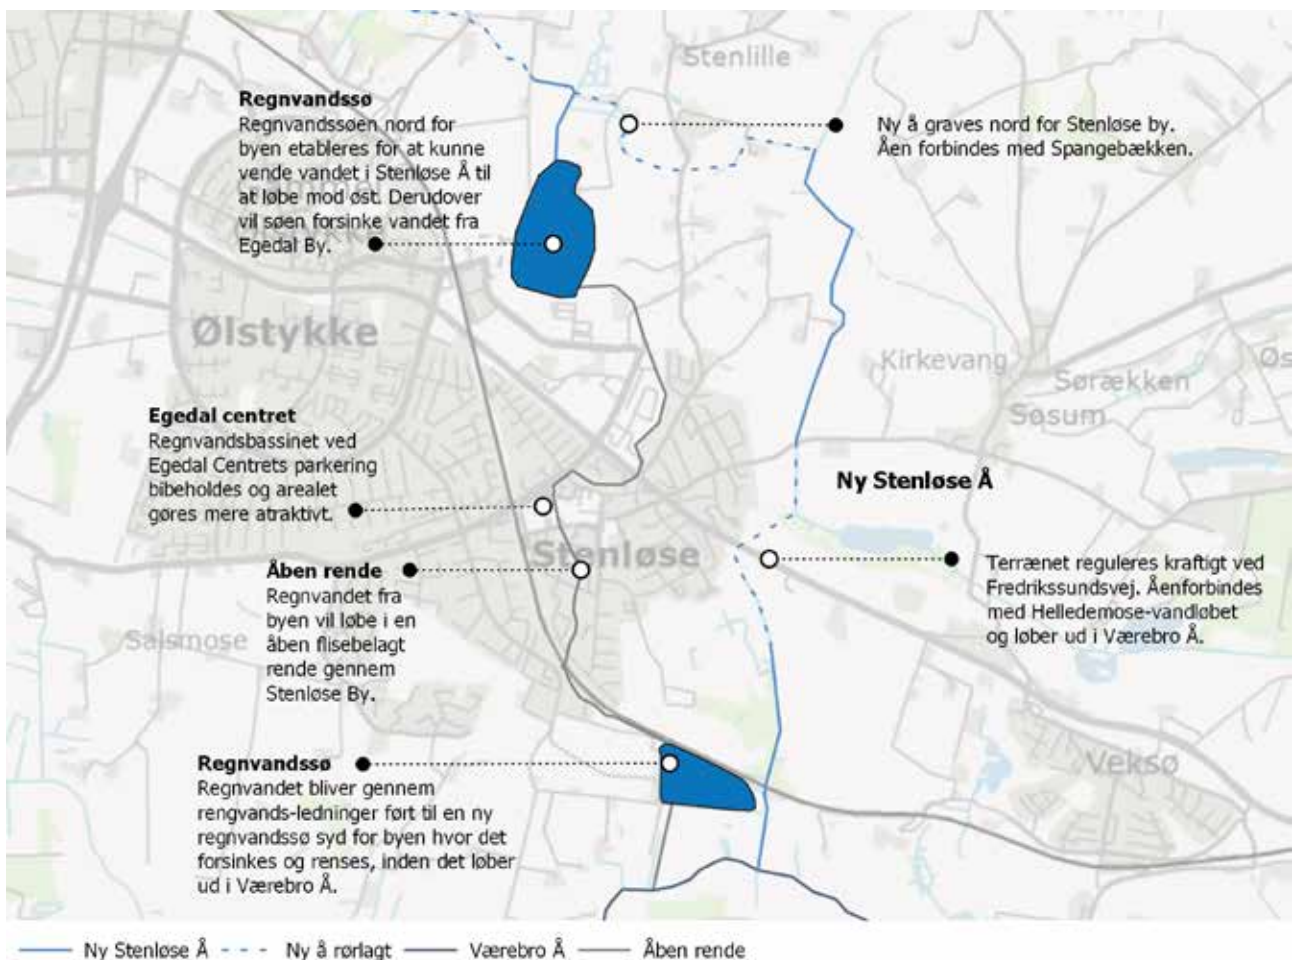 Stenlille
Regnvandssø
Regnvandssøen nord for
byen etableres for at kunne
vende vandet i Stenløse Å til
at løbe mod øst. Derudover
vil søen forsinke vandet fra
Egedal By.
Ny å graves nord for Stenløse by.
Åen forbindes med Spangebækken.
Ølstykke
Kirkevang
Sørækken
Søsum
Øs
Egedal centret
Regnvandsbassinet ved
Egedal Centrets parkering
bibeholdes og arealet
gøres mere atraktivt.
Ny Stenløse Å
Stenløse
Åben rende
Regnvandet fra
byen vil løbe i en
åben flisebelagt
rende gennem
Stenløse By.
Terrænet reguleres kraftigt ved
Fredrikssundsvej. Åenforbindes
med Helledemose-vandløbet
og løber ud i Værebro Å.
Salsmose
Regnvandssø
Regnvandet bliver gennem
rengvands-ledninger ført til en ny
regnvandssø syd for byen hvor det
forsinkes og renses, inden det løber
ud i Værebro Å.
Veksø
Ny Stenløse Å
Ny å rørlagt
Værebro Å
Åben rende